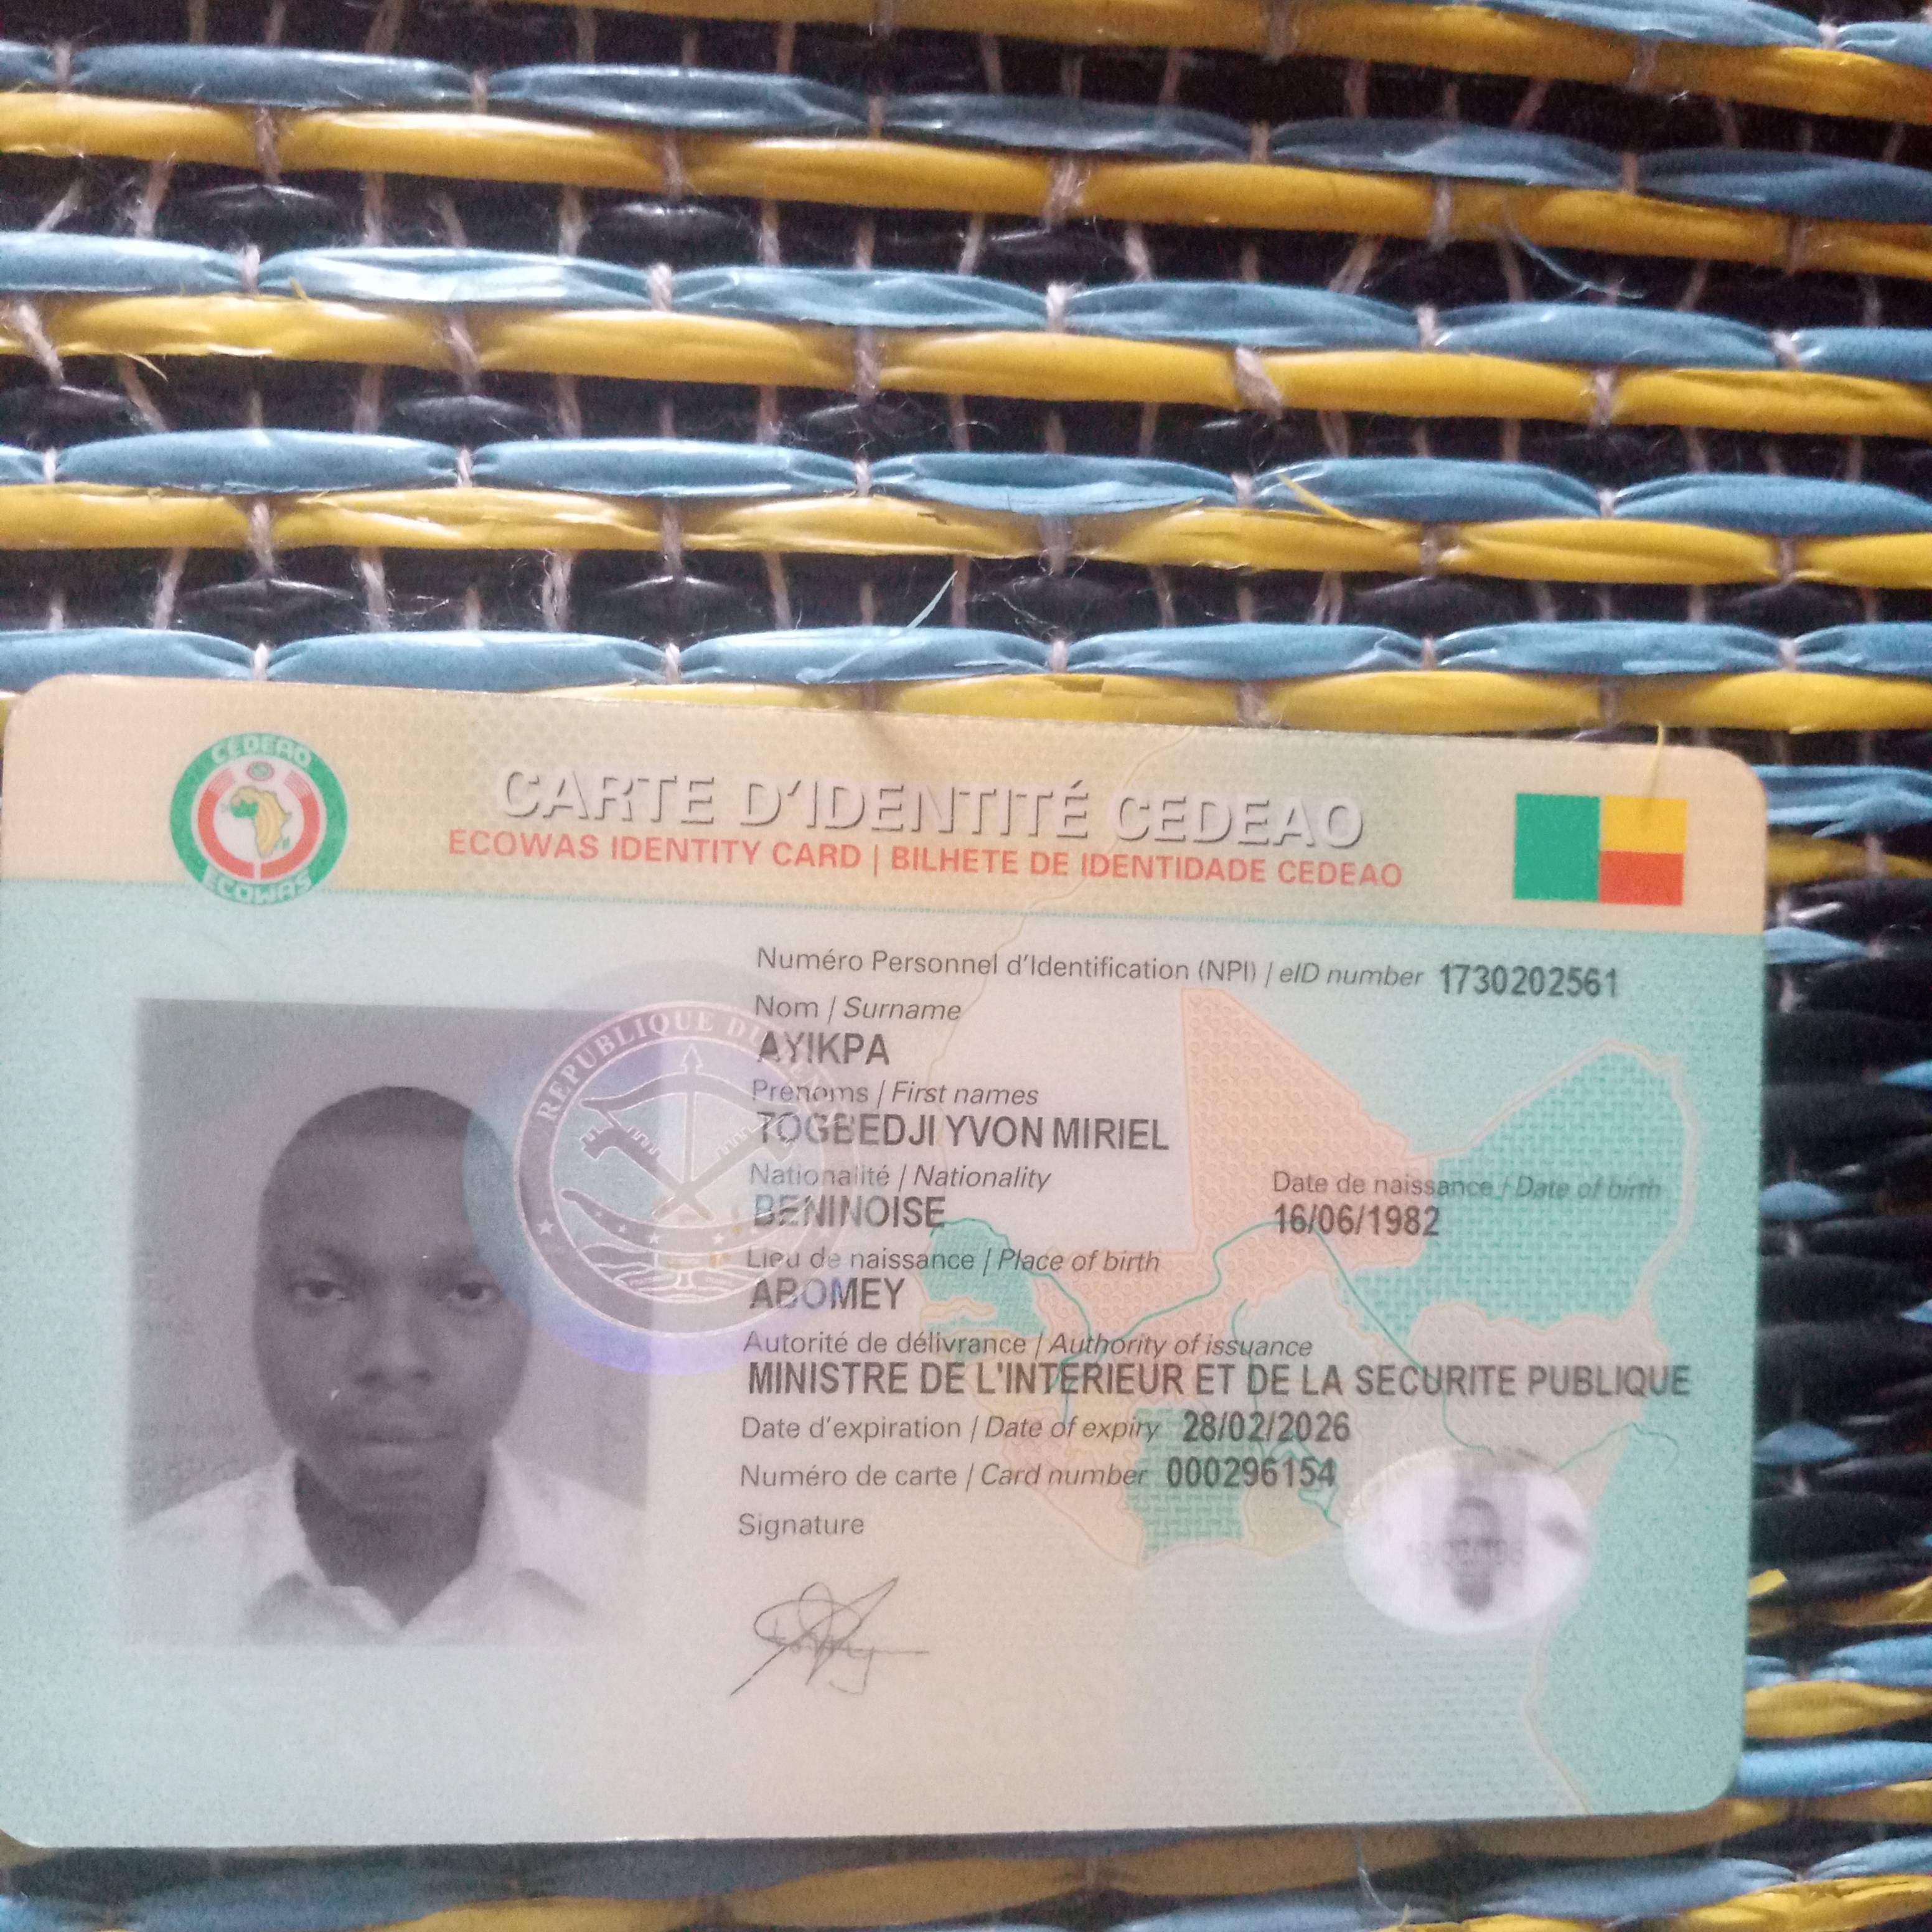 CEDEAO
ECOWAS
CARTE D'IDENTITÉ CEDEAO
ECOWAS IDENTITY CARD | BILHETE DE IDENTIDADE CEDEAO
Numéro Personnel d'Identification (NPI) / eID number 1730202561
Nom / Surname
AYIKPA
Prénoms / First names
TOGBEDJI YVON MIRIEL
Nationalité / Nationality
BENINOISE
Date de naissance / Date of birth
16/06/1982
Lieu de naissance / Place of birth
ABOMEY
Autorité de délivrance / Authority of issuance
MINISTRE DE L'INTERIEUR ET DE LA SECURITE PUBLIQUE
Date d'expiration / Date of expiry 28/02/2026
Numéro de carte / Card number 000296154
Signature
REPUBLIQUE DU